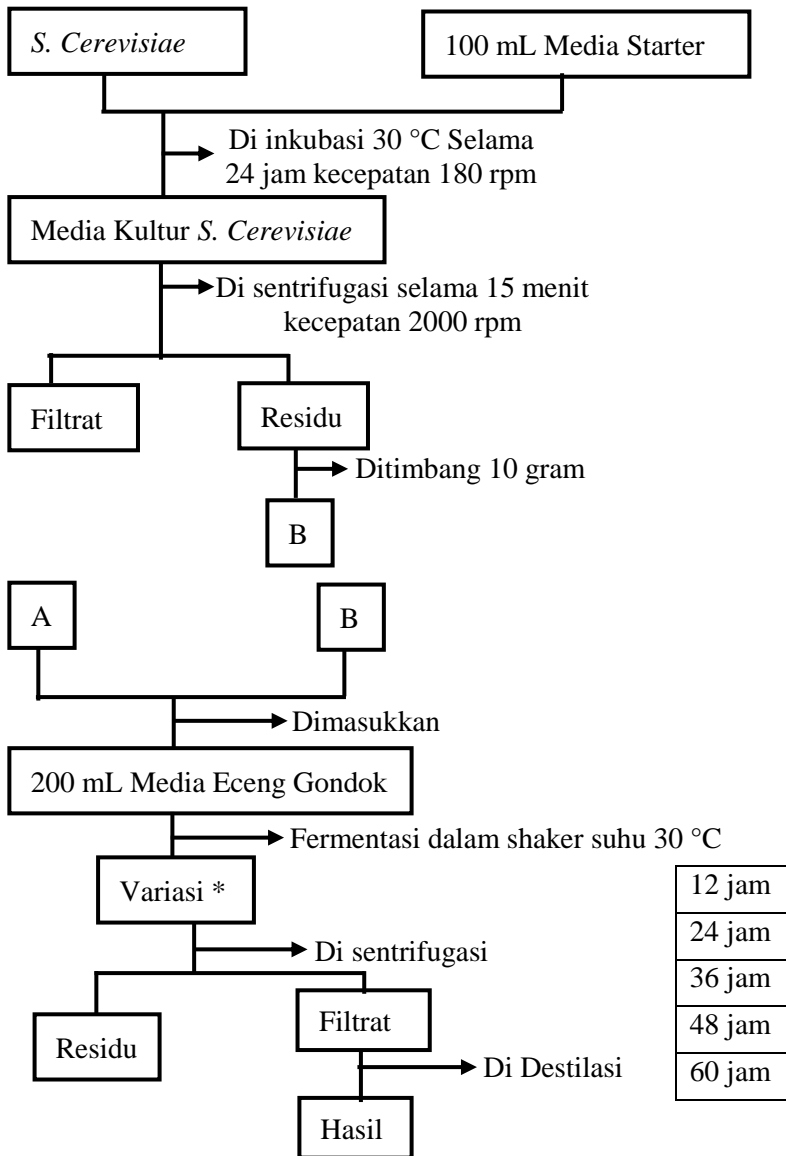 S. Cerevisiae
100 mL Media Starter
Di inkubasi 30 °C Selama
24 jam kecepatan 180 rpm
Media Kultur S. Cerevisiae
Di sentrifugasi selama 15 menit
kecepatan 2000 rpm
Filtrat
Residu
Ditimbang 10 gram
B
A
B
Dimasukkan
200 mL Media Eceng Gondok
Fermentasi dalam shaker suhu 30 °C
Variasi *
12 jam
24 jam
36 jam
48 jam
60 jam
Di sentrifugasi
Residu
Filtrat
Di Destilasi
Hasil